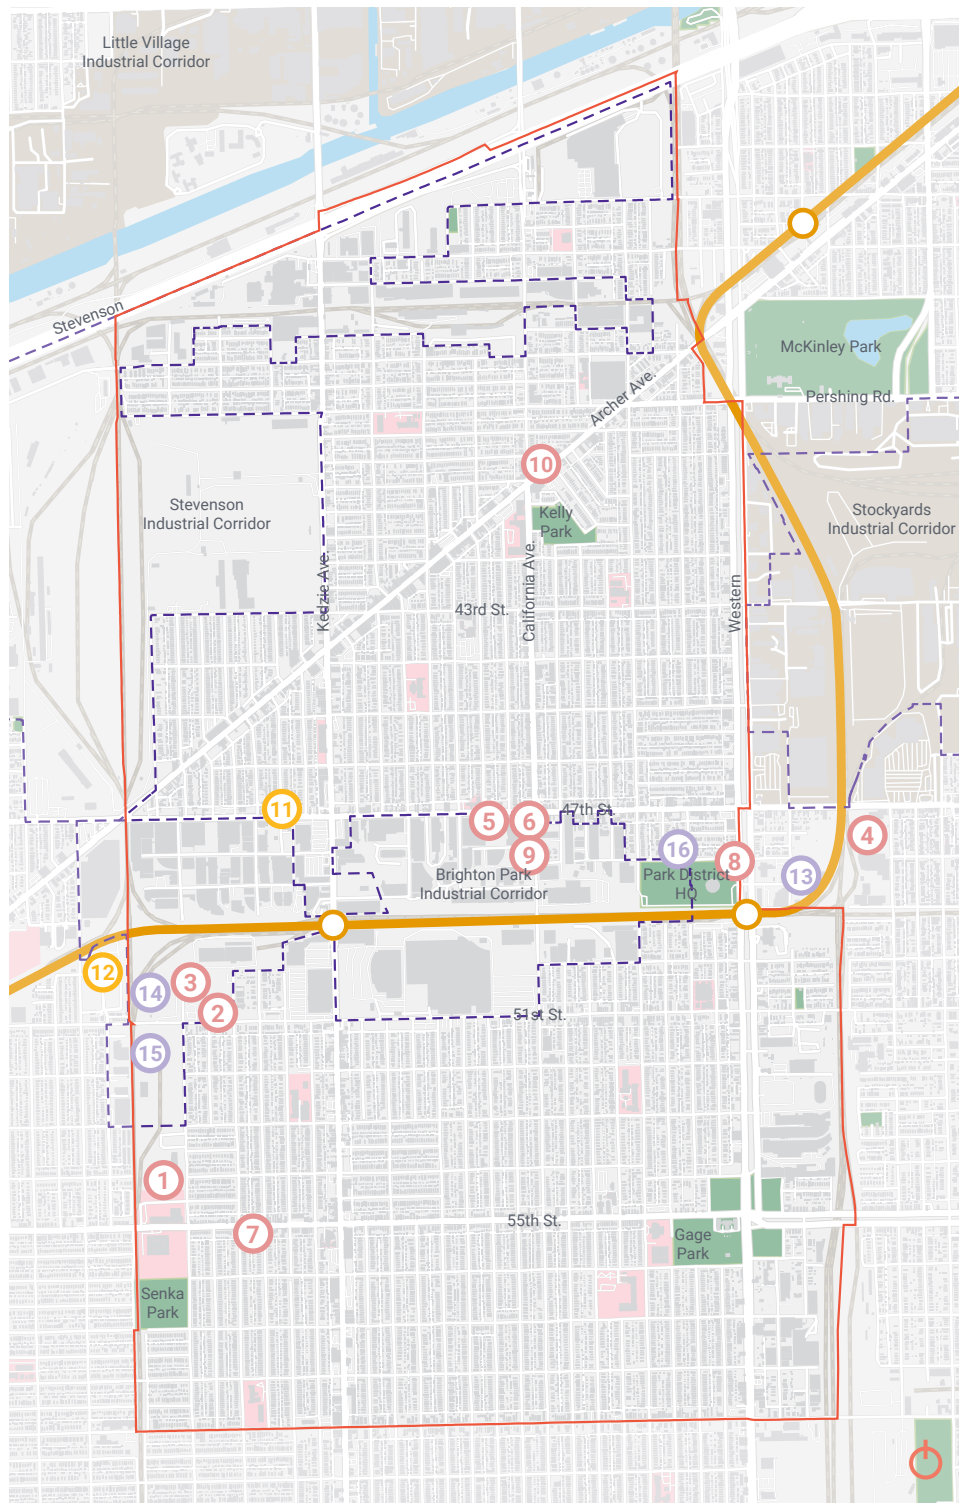 Little Village
Industrial Corridor
Stevenson
McKinley Park
Pershing Rd.
Archer Ave.
10
Stevenson
Industrial Corridor
Kelly
Park
Stockyards
Industrial Corridor
Kedzie Ave.
California Ave.
Western
43rd St.
11
5
6
47th St.
4
9
16
8
Brighton Park
Industrial Corridor
Park District
HQ
13
12
3
14
2
51st St.
15
1
7
55th St.
Gage
Park
Senka
Park